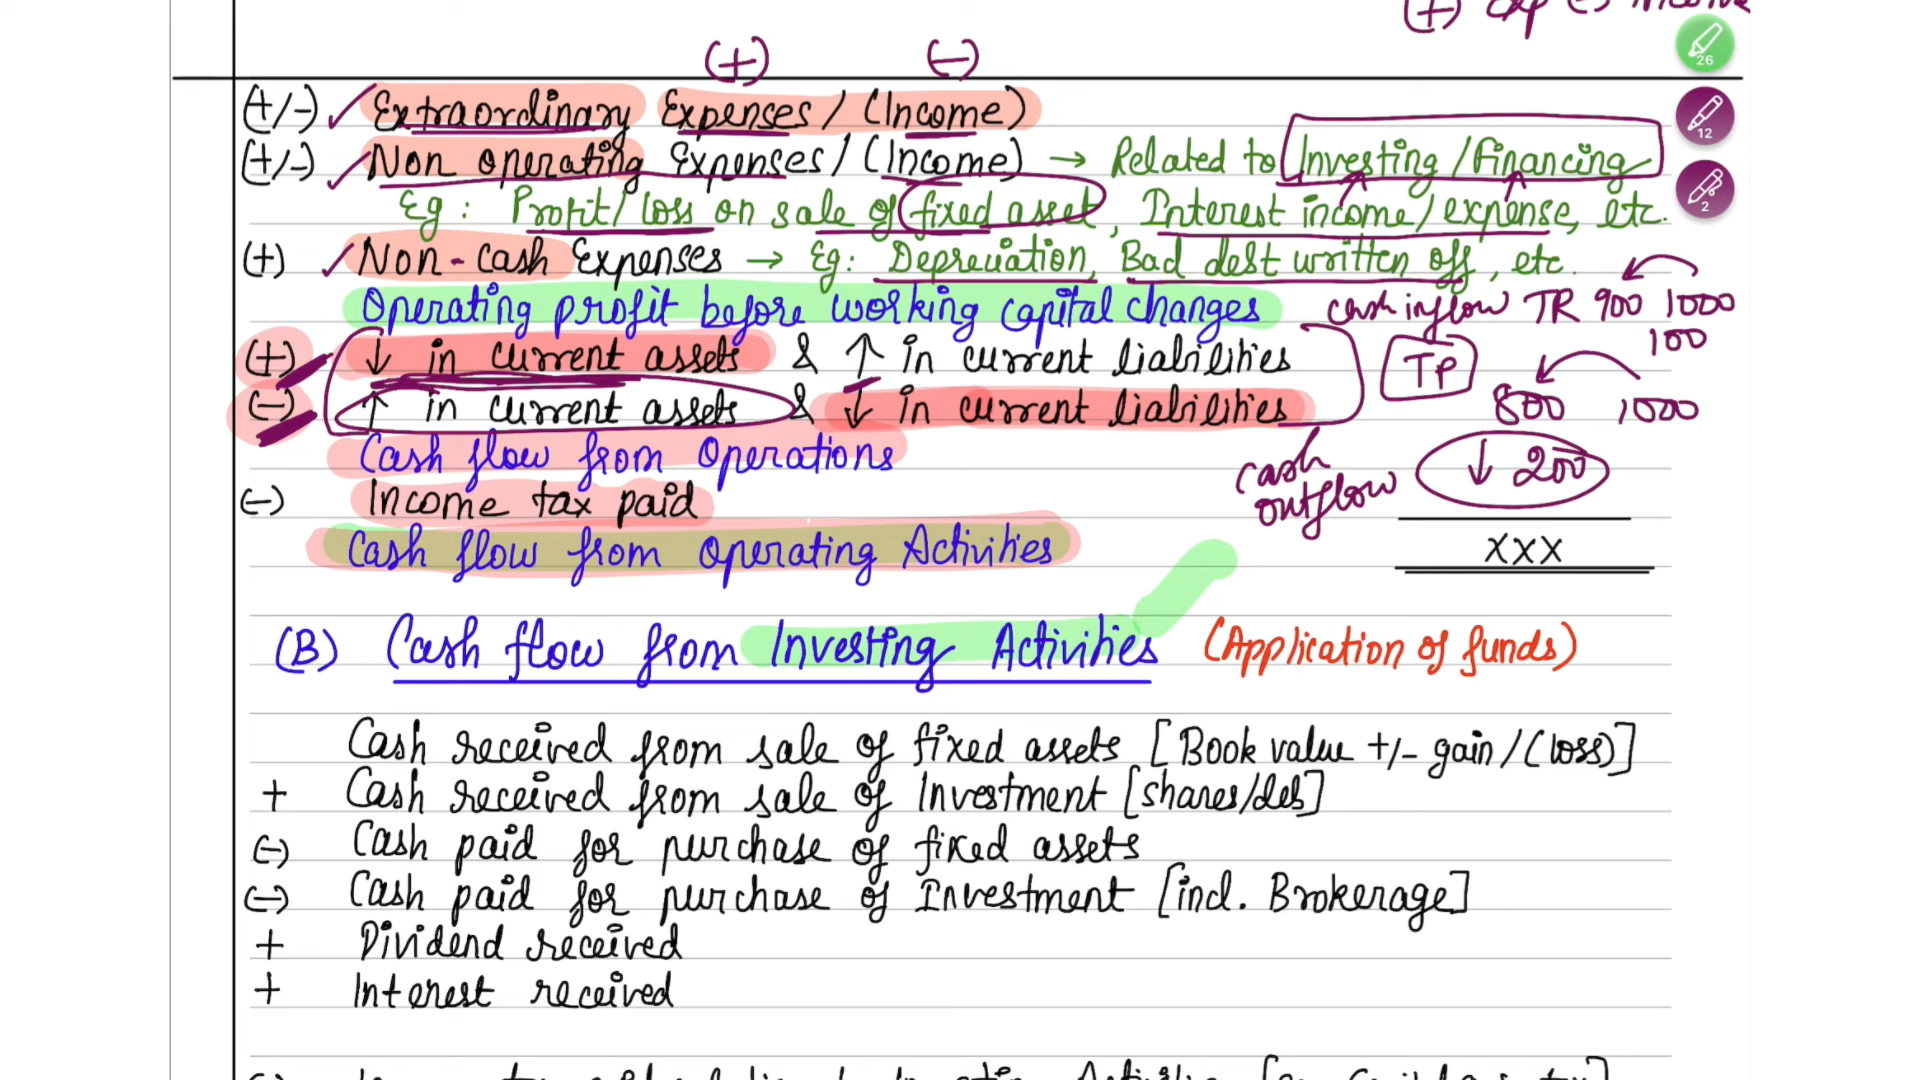 (+) Exp (-) Income
(+) (-)
(+/-) ✓ Extraordinary Expenses / (Income)
(+/-) ✓ Non operating Expenses / (Income) → Related to Investing / Financing
Eg : Profit / loss on sale of fixed asset, Interest income / expense, etc.
(+) ✓ Non-cash Expenses → Eg: Depreciation, Bad debt written off, etc.
Operating profit before working capital changes
cash inflow TR 900 1000
100
(+) ↓ in current assets & ↑ in current liabilities
TP
(-) ↑ in current assets & ↓ in current liabilities
800 1000
Cash flow from Operations
cash outflow
↓ 200
(-) Income tax paid
Cash flow from Operating Activities
XXX
(B) Cash flow from Investing Activities (Application of funds)
Cash received from sale of fixed assets [Book value +/- gain / (loss)]
+ Cash received from sale of Investment [shares/deb]
(-) Cash paid for purchase of fixed assets
(-) Cash paid for purchase of Investment [incl. Brokerage]
+ Dividend received
+ Interest received
26
12
2